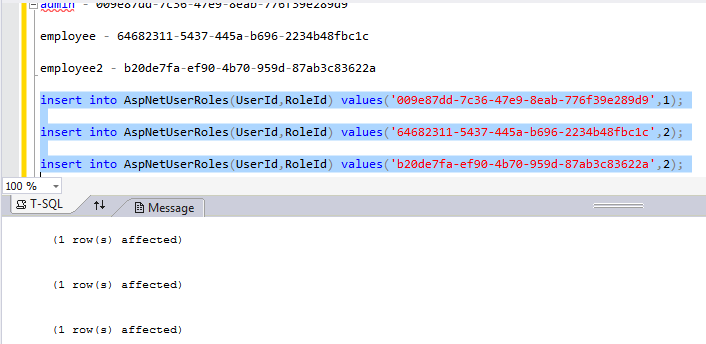 admin - 009e87dd-7c36-47e9-8eab-776f39e289d9
employee - 64682311-5437-445a-b696-2234b48fbc1c
employee2 - b20de7fa-ef90-4b70-959d-87ab3c83622a
insert into AspNetUserRoles(UserId,RoleId) values('009e87dd-7c36-47e9-8eab-776f39e289d9',1);
insert into AspNetUserRoles(UserId,RoleId) values('64682311-5437-445a-b696-2234b48fbc1c',2);
insert into AspNetUserRoles(UserId,RoleId) values('b20de7fa-ef90-4b70-959d-87ab3c83622a',2);
100 %
T-SQL
Message
(1 row(s) affected)
(1 row(s) affected)
(1 row(s) affected)